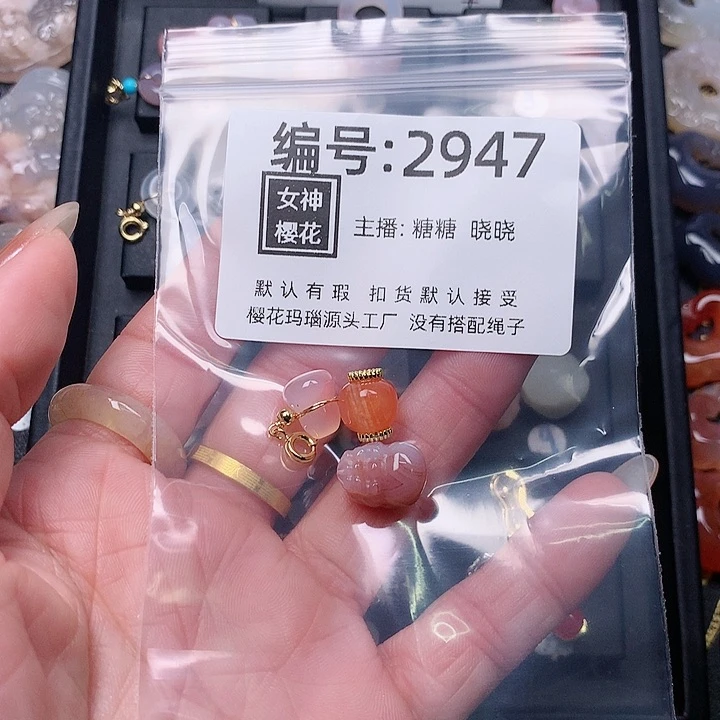 编号:2947
女神
樱花
主播: 糖糖 晓晓
默认有瑕 扣货默认接受
樱花玛瑙源头工厂 没有搭配绳子